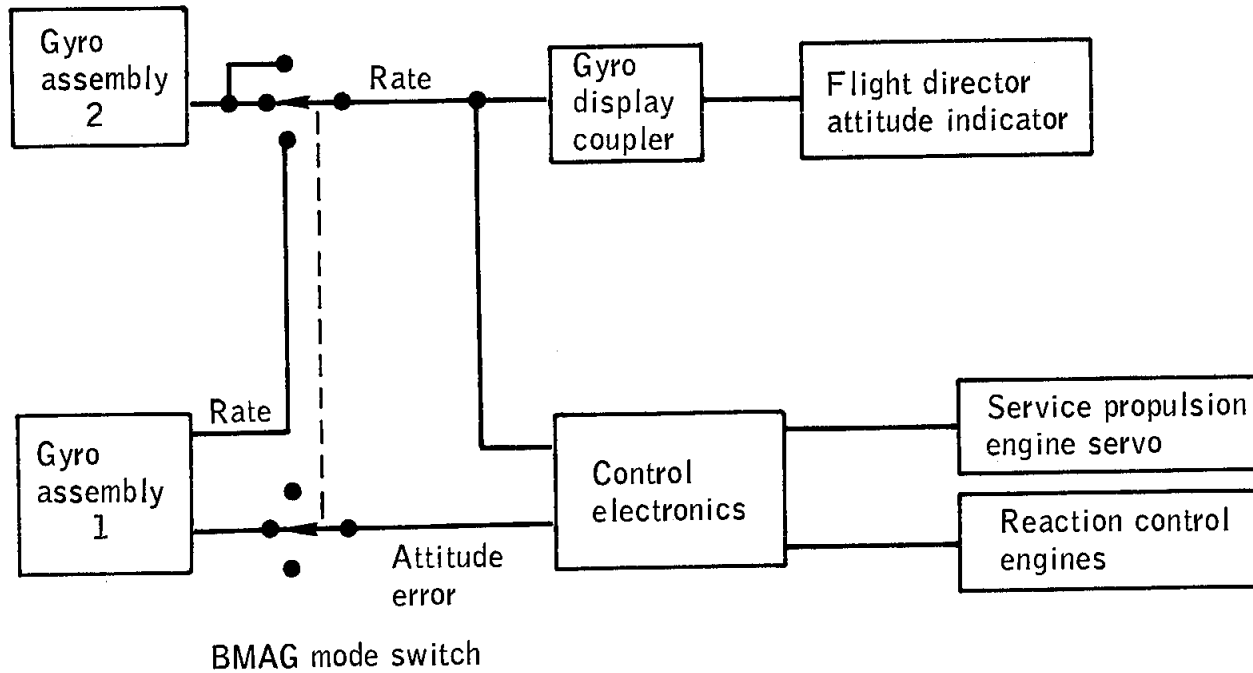 Gyro
assembly
2
Rate
Gyro
display
coupler
Flight director
attitude indicator
Rate
Gyro
assembly
1
Attitude
error
Control
electronics
Service propulsion
engine servo
Reaction control
engines
BMAG mode switch